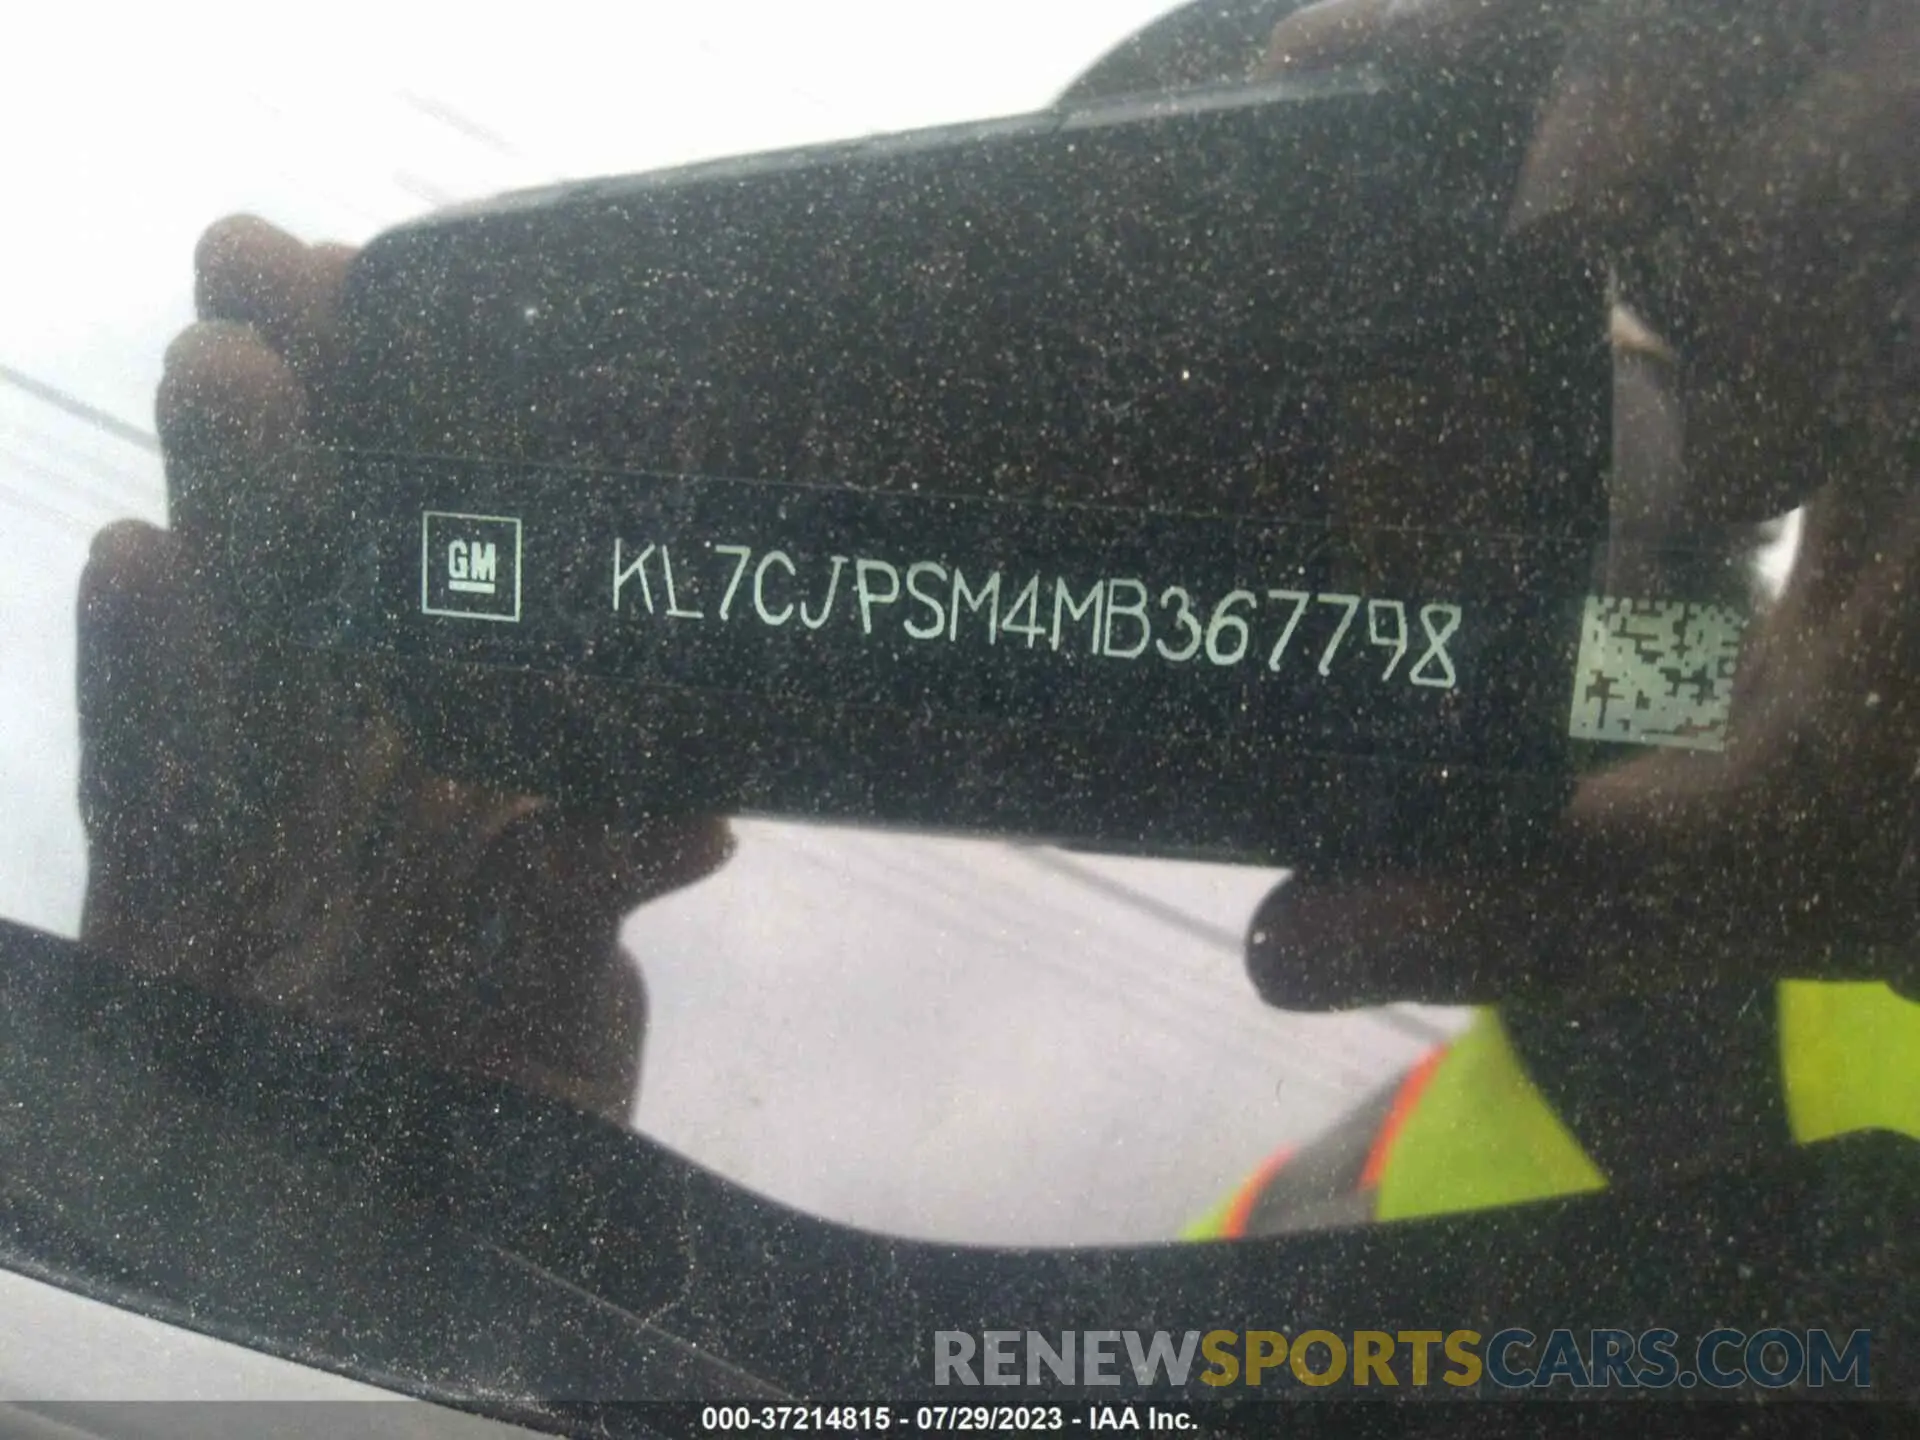 GM
KL7CJPSM4MB367798
RENEWSPORTSCARS.COM
000-37214815 - 07/29/2023 - IAA Inc.